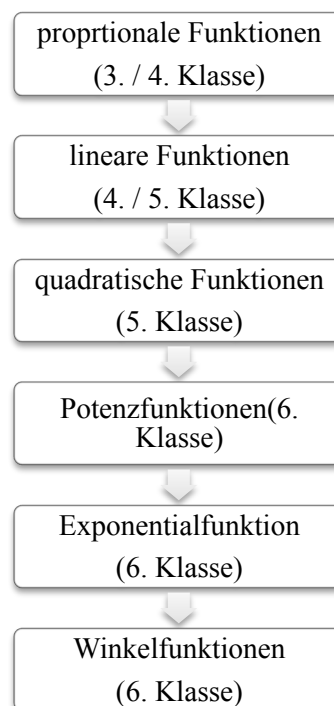 proprtionale Funktionen
(3. / 4. Klasse)
lineare Funktionen
(4. / 5. Klasse)
quadratische Funktionen
(5. Klasse)
Potenzfunktionen(6.
Klasse)
Exponentialfunktion
(6. Klasse)
Winkelfunktionen
(6. Klasse)